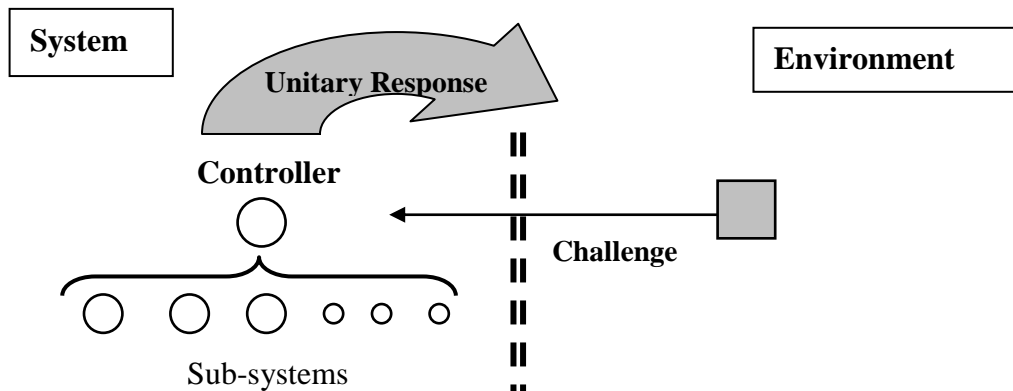 System
Environment
Unitary Response
Controller
Challenge
Sub-systems